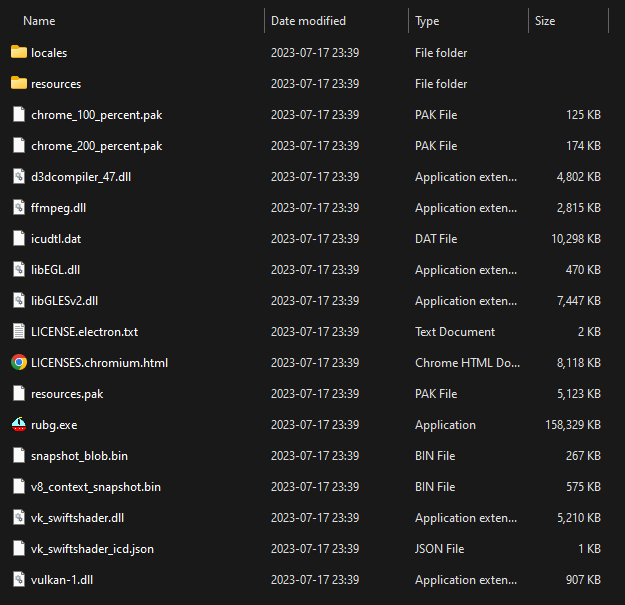 Name Date modified Type Size
locales 2023-07-17 23:39 File folder
resources 2023-07-17 23:39 File folder
chrome_100_percent.pak 2023-07-17 23:39 PAK File 125 KB
chrome_200_percent.pak 2023-07-17 23:39 PAK File 174 KB
d3dcompiler_47.dll 2023-07-17 23:39 Application exten... 4,802 KB
ffmpeg.dll 2023-07-17 23:39 Application exten... 2,815 KB
icudtl.dat 2023-07-17 23:39 DAT File 10,298 KB
libEGL.dll 2023-07-17 23:39 Application exten... 470 KB
libGLESv2.dll 2023-07-17 23:39 Application exten... 7,447 KB
LICENSE.electron.txt 2023-07-17 23:39 Text Document 2 KB
LICENSES.chromium.html 2023-07-17 23:39 Chrome HTML Do... 8,118 KB
resources.pak 2023-07-17 23:39 PAK File 5,123 KB
rubg.exe 2023-07-17 23:39 Application 158,329 KB
snapshot_blob.bin 2023-07-17 23:39 BIN File 267 KB
v8_context_snapshot.bin 2023-07-17 23:39 BIN File 575 KB
vk_swiftshader.dll 2023-07-17 23:39 Application exten... 5,210 KB
vk_swiftshader_icd.json 2023-07-17 23:39 JSON File 1 KB
vulkan-1.dll 2023-07-17 23:39 Application exten... 907 KB